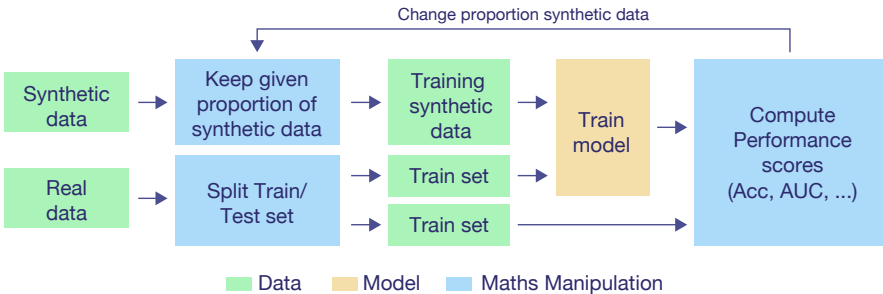 Change proportion synthetic data
Synthetic
data
Keep given
proportion of
synthetic data
Training
synthetic
data
Train
model
Compute
Performance
scores
(Acc, AUC, ...)
Real
data
Split Train/
Test set
Train set
Train set
Data
Model
Maths Manipulation